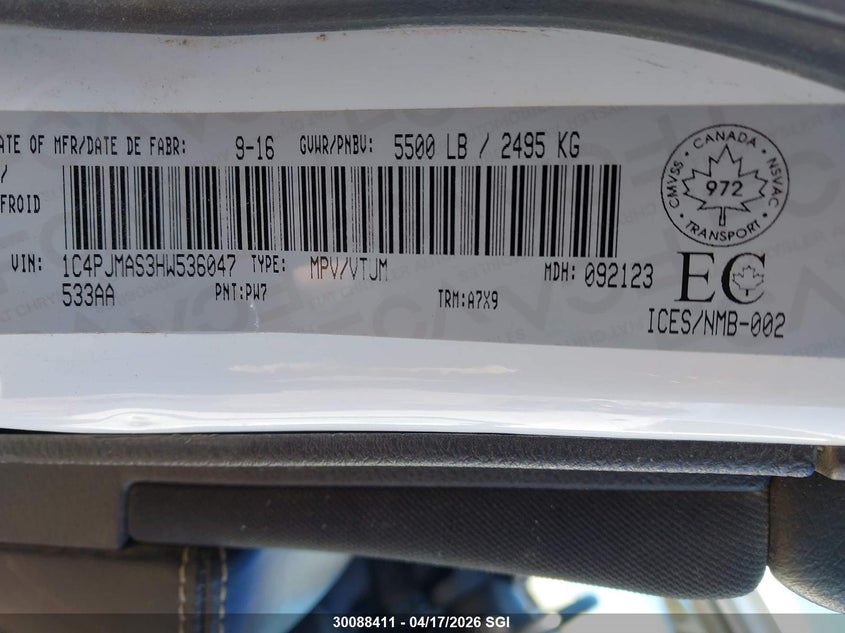 ATE OF MFR/DATE DE FABR: 9-16 GVWR/PNBV: 5500 LB / 2495 KG
/
FROID
VIN: 1C4PJMAS3HW536047 TYPE: MPV/VTJM MDH: 092123
533AA PNT:PW7 TRM:A7X9
CMVSS · CANADA · NSVAC
972
TRANSPORT
EC
ICES/NMB-002
30088411 - 04/17/2026 SGI